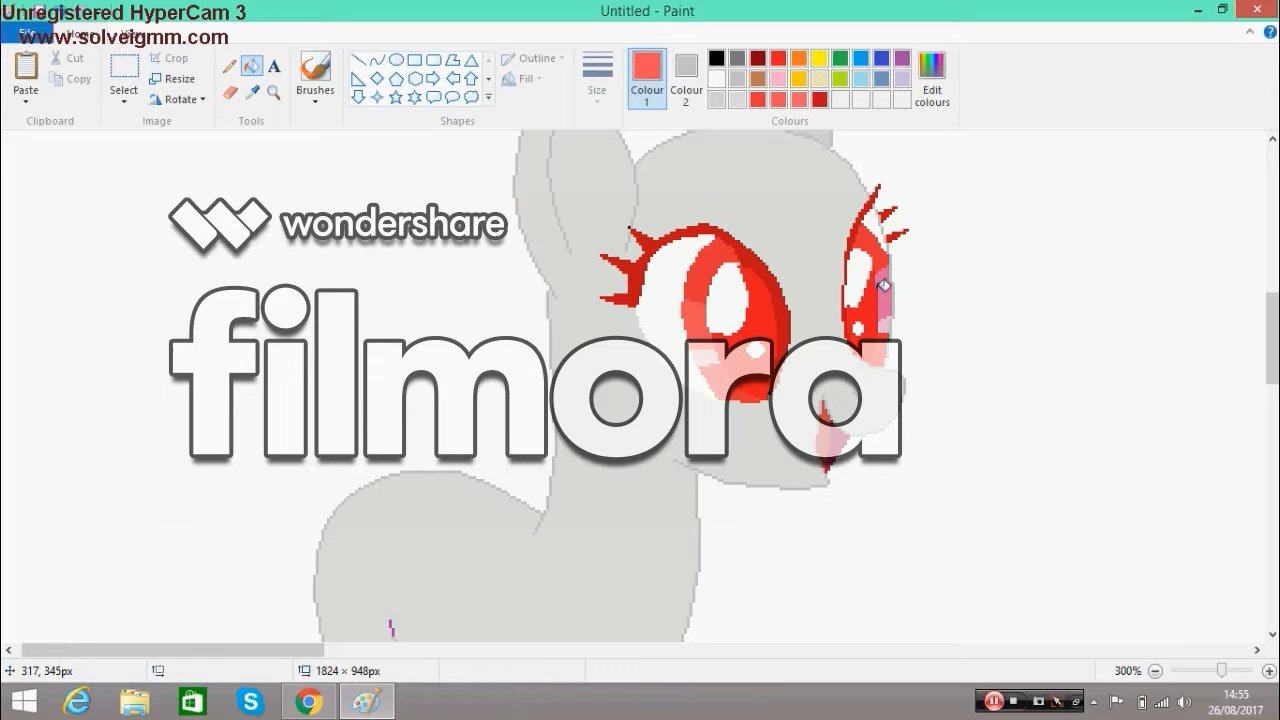 Unregistered HyperCam 3
www.solveigmm.com
Untitled - Paint
File
Cut
Copy
Paste
Clipboard
Select
Crop
Resize
Rotate
Image
A
Tools
Brushes
Outline
Fill
Shapes
Size
Colour 1
Colour 2
Edit colours
Colours
wondershare
filmora
317, 345px
1824 × 948px
300%
14:55
26/08/2017